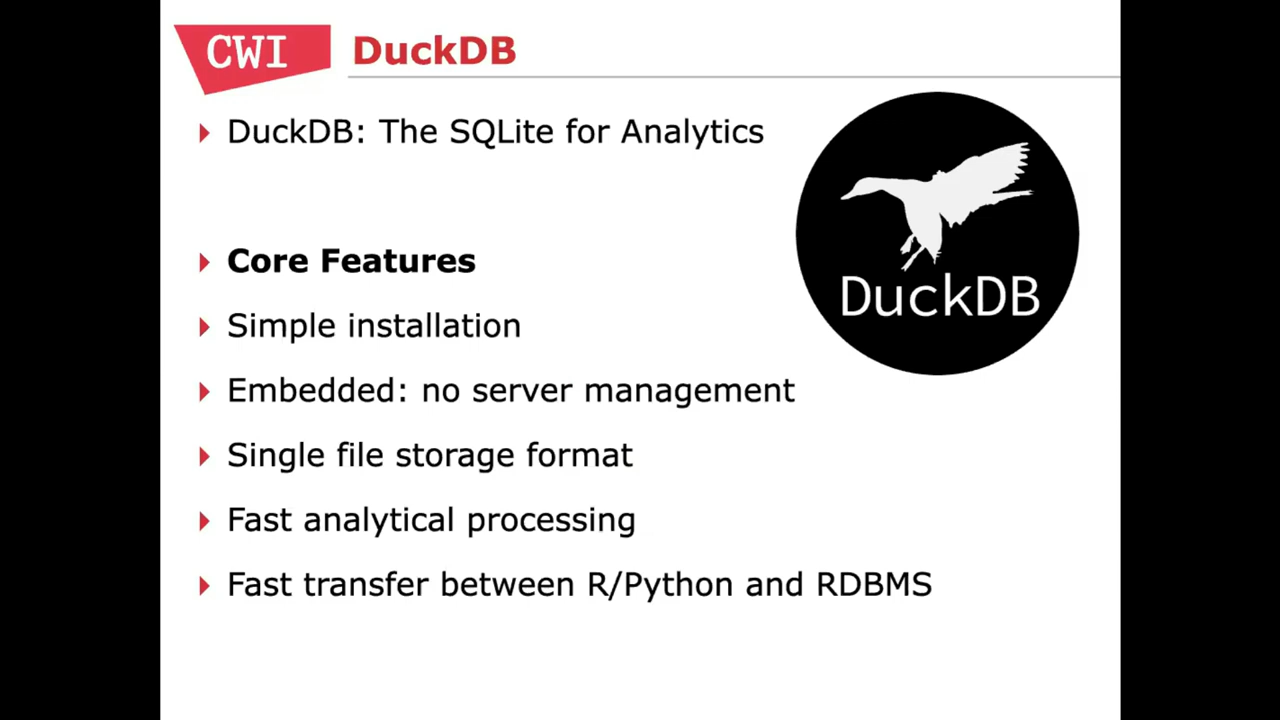 CWI
DuckDB
DuckDB: The SQLite for Analytics
DuckDB
Core Features
Simple installation
Embedded: no server management
Single file storage format
Fast analytical processing
Fast transfer between R/Python and RDBMS